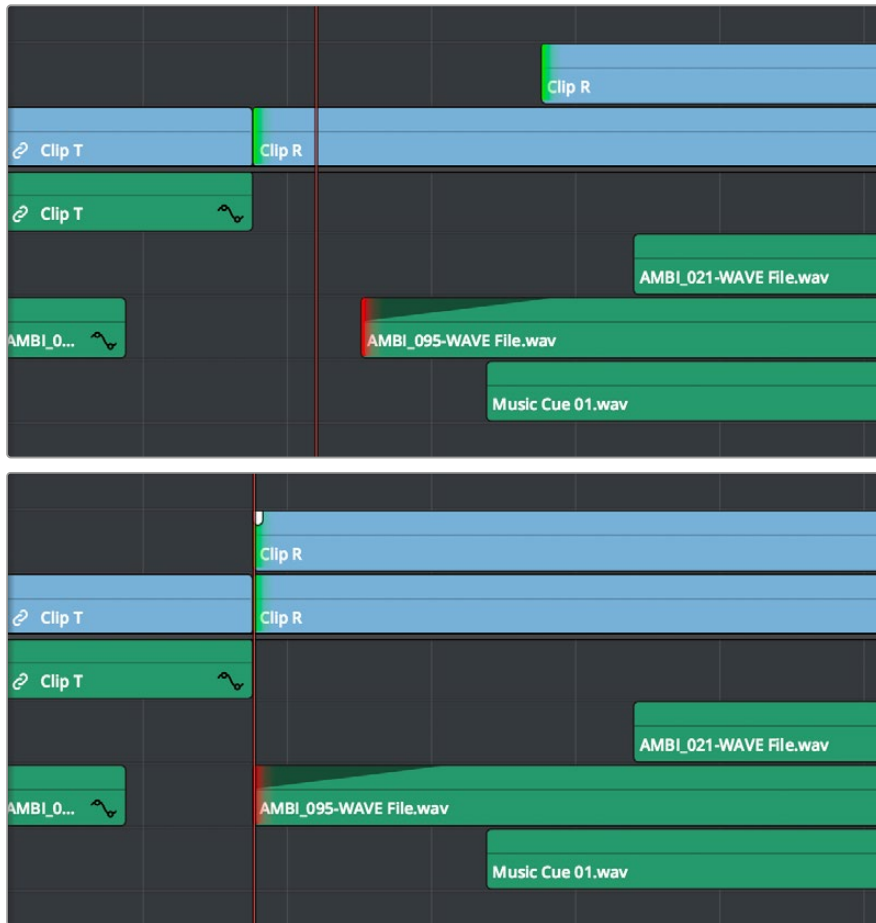 Clip R
Clip T
Clip R
Clip T
AMBI_021-WAVE File.wav
AMBI_0...
AMBI_095-WAVE File.wav
Music Cue 01.wav
Clip R
Clip T
Clip R
Clip T
AMBI_021-WAVE File.wav
AMBI_0...
AMBI_095-WAVE File.wav
Music Cue 01.wav